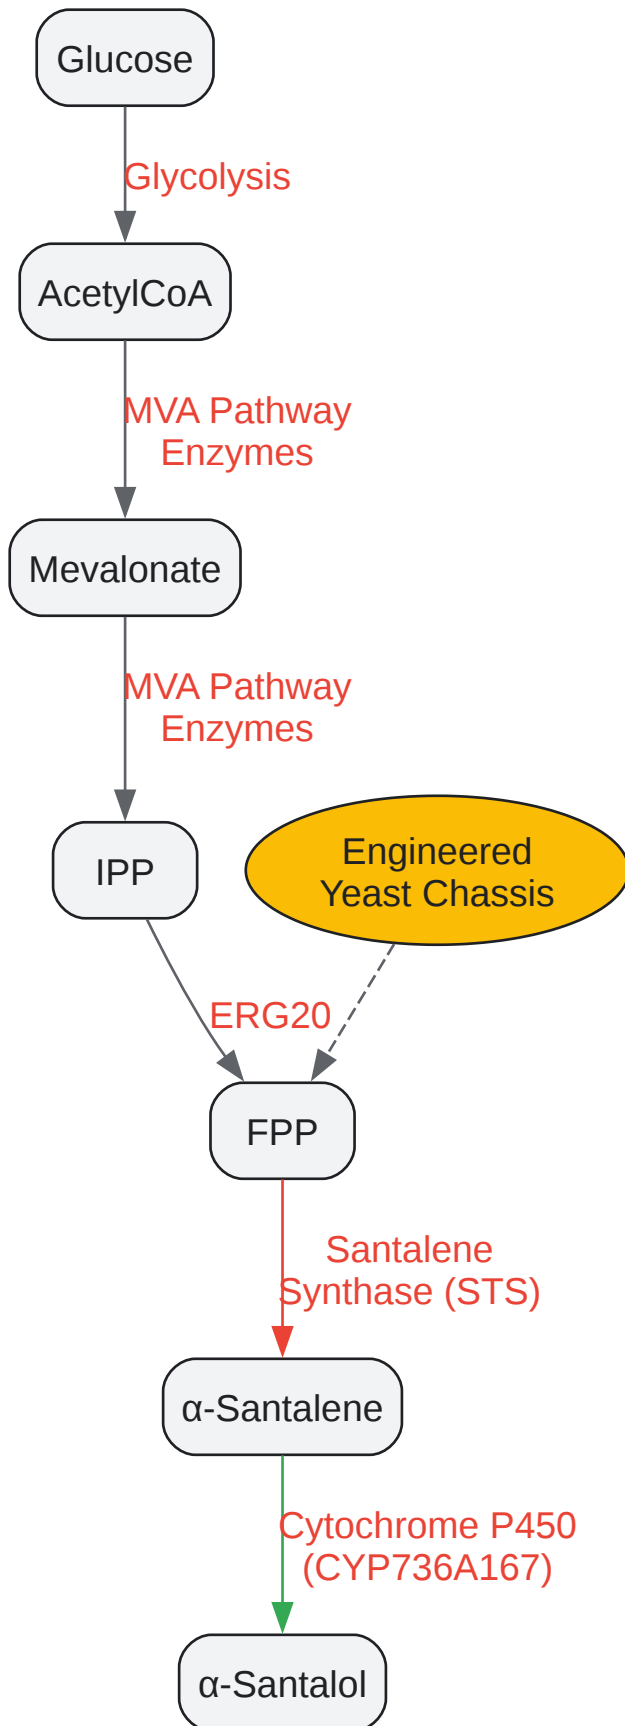 Glucose
Glycolysis
AcetylCoA
MVA Pathway
Enzymes
Mevalonate
MVA Pathway
Enzymes
IPP
Engineered
Yeast Chassis
ERG20
FPP
Santalene
Synthase (STS)
α-Santalene
Cytochrome P450
(CYP736A167)
α-Santalol